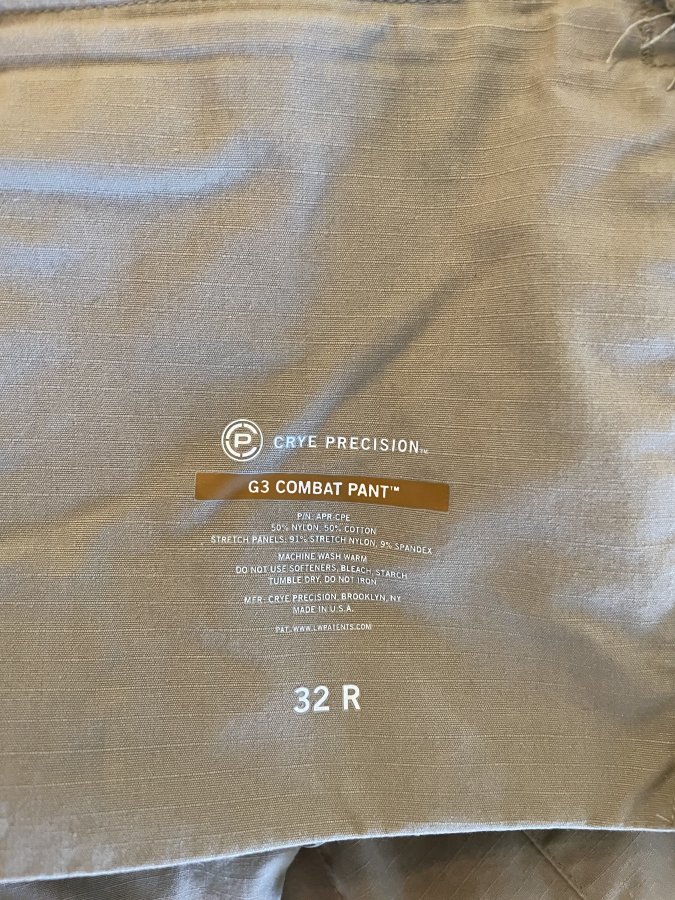 P CRYE PRECISION™
G3 COMBAT PANT™
P/N: APR-CPE
50% NYLON, 50% COTTON
STRETCH PANELS: 91% STRETCH NYLON, 9% SPANDEX
MACHINE WASH WARM
DO NOT USE SOFTENERS, BLEACH, STARCH
TUMBLE DRY, DO NOT IRON
MFR: CRYE PRECISION, BROOKLYN, NY
MADE IN U.S.A.
PAT: WWW.LWPATENTS.COM
32 R